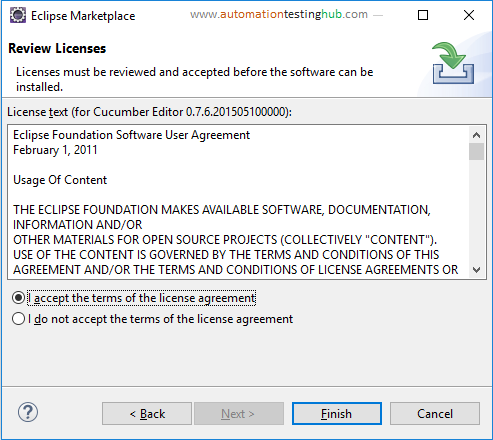 Eclipse Marketplace
www.automationtestinghub.com
Review Licenses
Licenses must be reviewed and accepted before the software can be
installed.
License text (for Cucumber Editor 0.7.6.201505100000):
Eclipse Foundation Software User Agreement
February 1, 2011
Usage Of Content
THE ECLIPSE FOUNDATION MAKES AVAILABLE SOFTWARE, DOCUMENTATION,
INFORMATION AND/OR
OTHER MATERIALS FOR OPEN SOURCE PROJECTS (COLLECTIVELY "CONTENT").
USE OF THE CONTENT IS GOVERNED BY THE TERMS AND CONDITIONS OF THIS
AGREEMENT AND/OR THE TERMS AND CONDITIONS OF LICENSE AGREEMENTS OR
I accept the terms of the license agreement
I do not accept the terms of the license agreement
?
< Back
Next >
Finish
Cancel